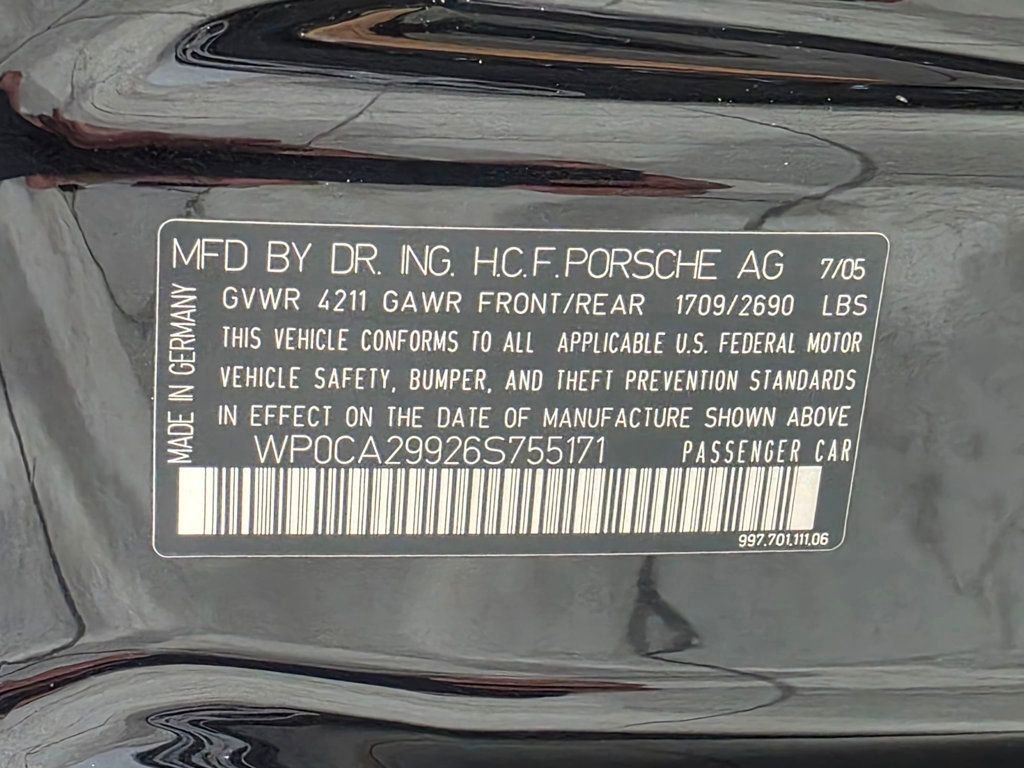 MFD BY DR. ING. H.C.F.PORSCHE AG 7/05
GVWR 4211 GAWR FRONT/REAR 1709/2690 LBS
THIS VEHICLE CONFORMS TO ALL APPLICABLE U.S. FEDERAL MOTOR
VEHICLE SAFETY, BUMPER, AND THEFT PREVENTION STANDARDS
IN EFFECT ON THE DATE OF MANUFACTURE SHOWN ABOVE
WP0CA29926S755171 PASSENGER CAR
997.701.111.06
MADE IN GERMANY